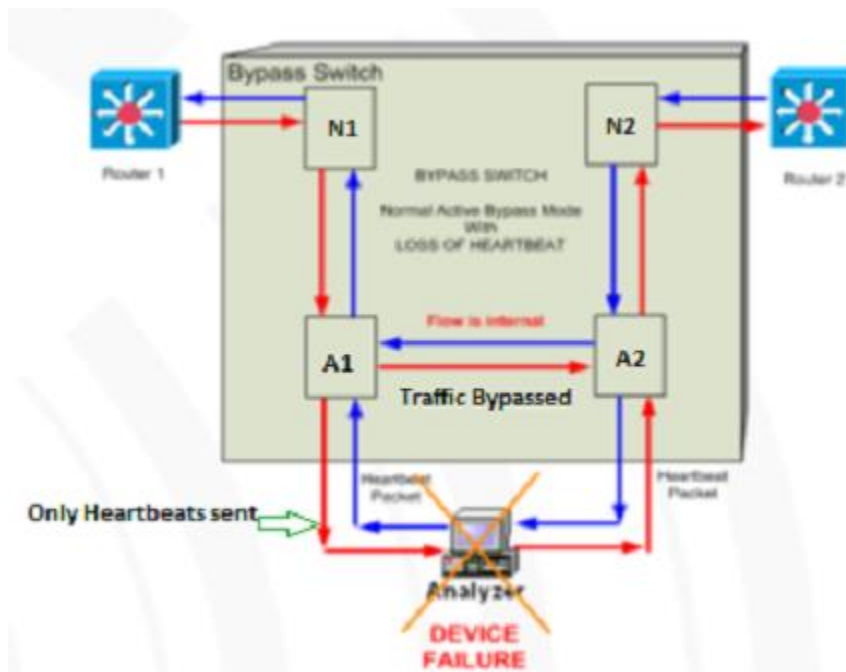 Bypass Switch
N1
N2
Router 1
Router 2
BYPASS SWITCH
Normal Active Bypass Mode
With
LOSS OF HEARTBEAT
Flow is internal
A1
A2
Traffic Bypassed
Heartbeat
Packet
Heartbeat
Packet
Only Heartbeats sent
Analyzer
DEVICE
FAILURE